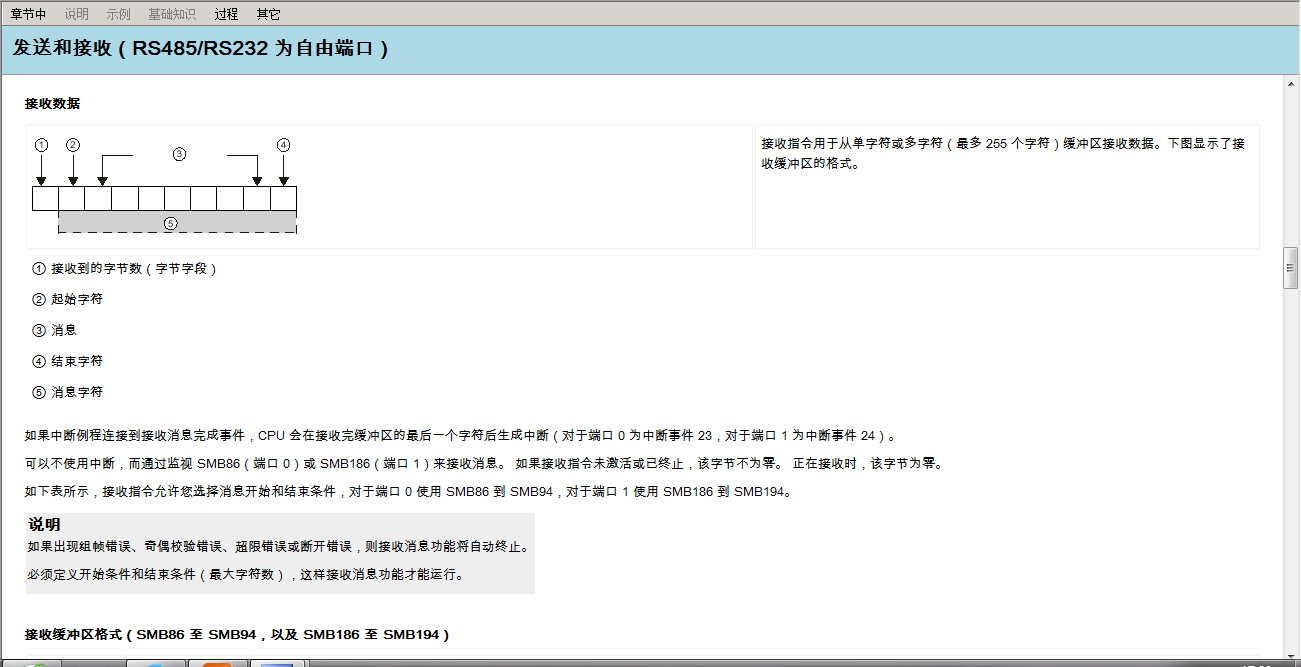 章节中 说明 示例 基础知识 过程 其它
发送和接收 ( RS485/RS232 为自由端口 )
接收数据
① ② ③ ④
⑤
接收指令用于从单字符或多字符 ( 最多 255 个字符 ) 缓冲区接收数据。下图显示了接
收缓冲区的格式。
① 接收到的字节数 ( 字节字段 )
② 起始字符
③ 消息
④ 结束字符
⑤ 消息字符
如果中断例程连接到接收消息完成事件，CPU 会在接收完缓冲区的最后一个字符后生成中断 ( 对于端口 0 为中断事件 23，对于端口 1 为中断事件 24 ) 。
可以不使用中断，而通过监视 SMB86 ( 端口 0 ) 或 SMB186 ( 端口 1 ) 来接收消息。 如果接收指令未激活或已终止，该字节不为零。 正在接收时，该字节为零。
如下表所示，接收指令允许您选择消息开始和结束条件，对于端口 0 使用 SMB86 到 SMB94，对于端口 1 使用 SMB186 到 SMB194。
说明
如果出现组帧错误、奇偶校验错误、超限错误或断开错误，则接收消息功能将自动终止。
必须定义开始条件和结束条件 ( 最大字符数 ) ，这样接收消息功能才能运行。
接收缓冲区格式 ( SMB86 至 SMB94，以及 SMB186 至 SMB194 )